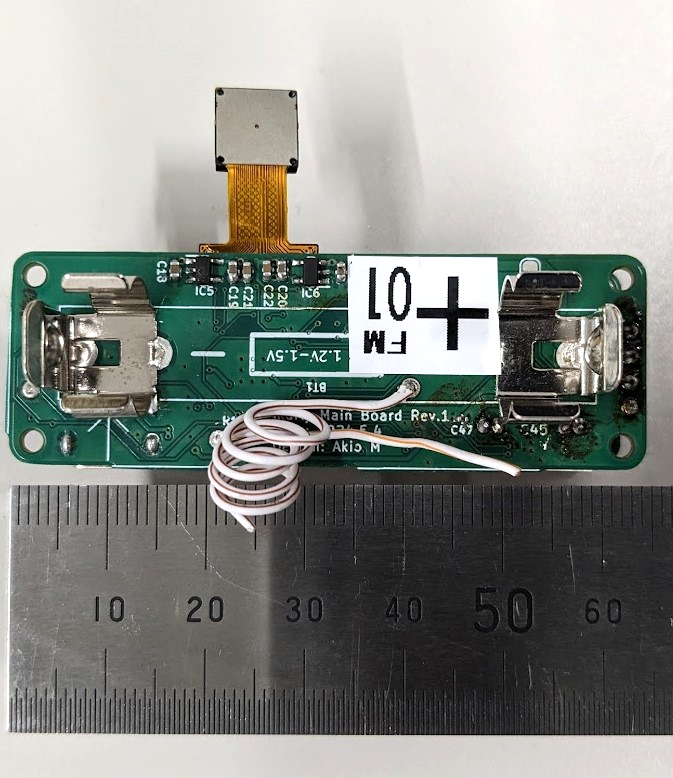 C18
IC5
C19
C21
C22
C20
IC6
FM
01
+
1.2V-1.5V
BT1
Main Board Rev.1
C47
C45
Akio M
10 20 30 40 50 60